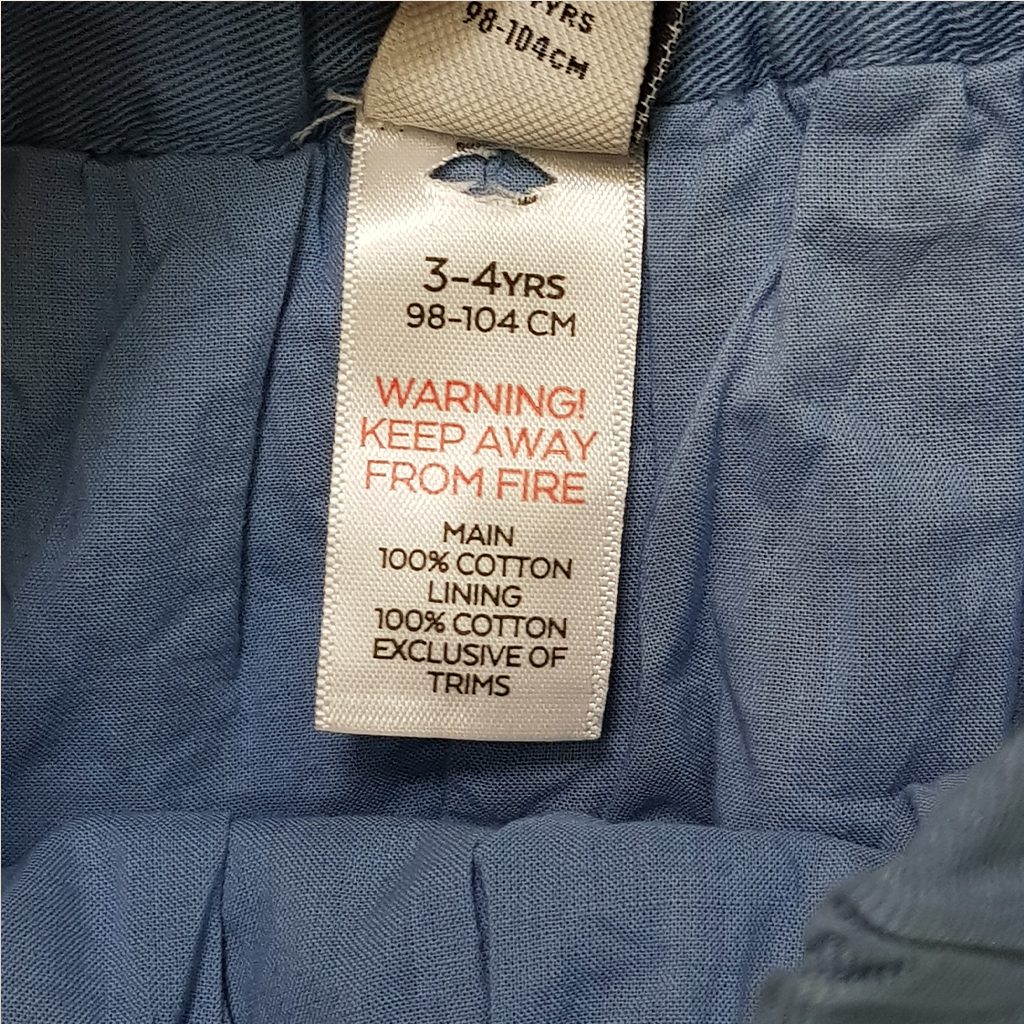 98-104CM
3-4YRS
98-104 CM
WARNING!
KEEP AWAY
FROM FIRE
MAIN
100% COTTON
LINING
100% COTTON
EXCLUSIVE OF
TRIMS